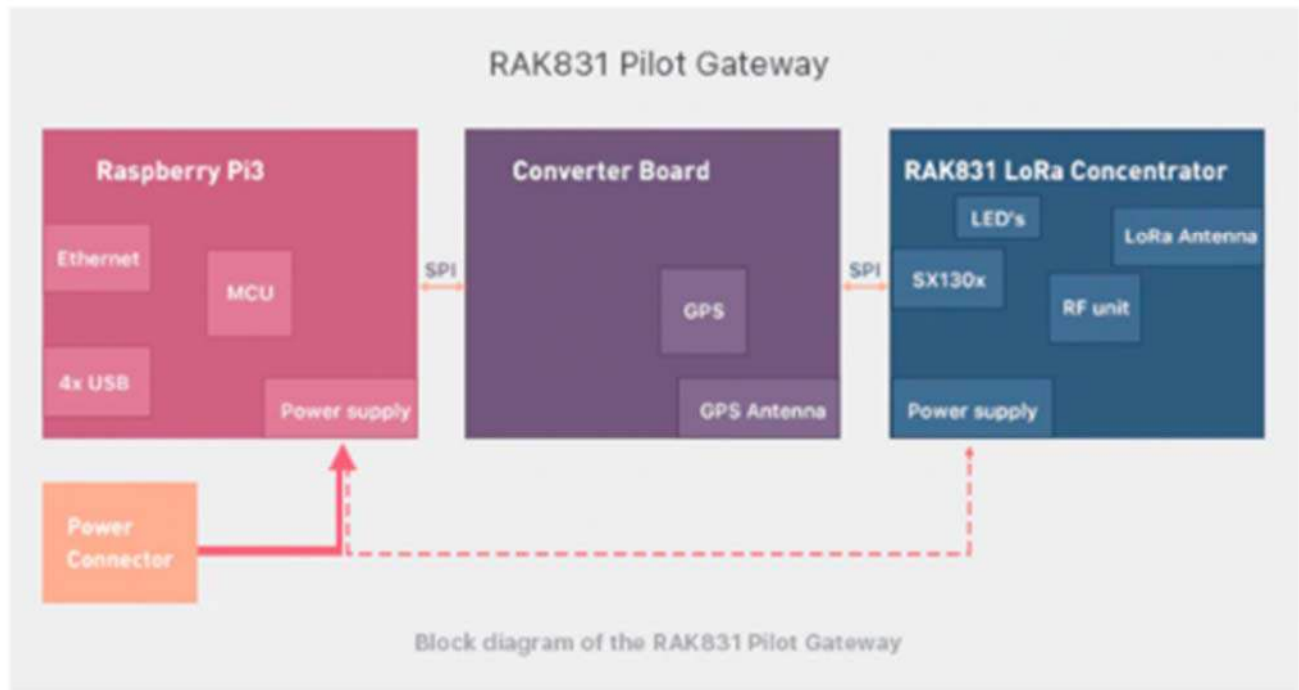 RAK831 Pilot Gateway
Raspberry Pi3
Ethernet
MCU
4x USB
Power supply
SPI
Converter Board
GPS
GPS Antenna
SPI
RAK831 LoRa Concentrator
LED's
LoRa Antenna
SX130x
RF unit
Power supply
Power
Connector
Block diagram of the RAK831 Pilot Gateway